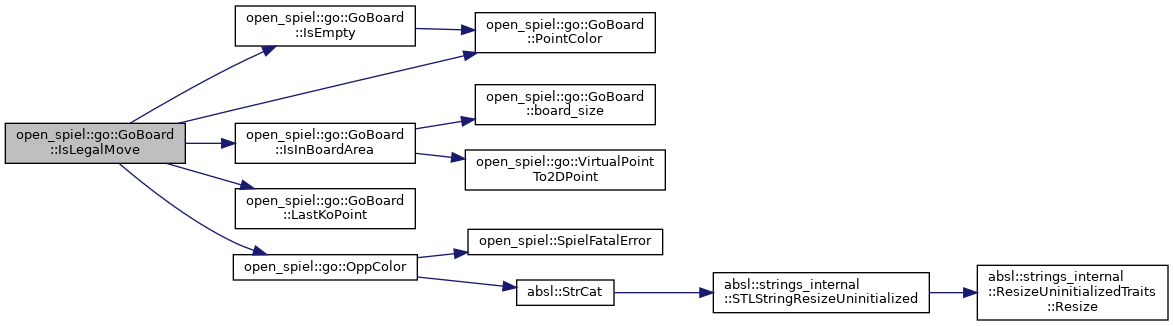 open_spiel::go::GoBoard
::IsLegalMove
open_spiel::go::GoBoard
::IsEmpty
open_spiel::go::GoBoard
::PointColor
open_spiel::go::GoBoard
::IsInBoardArea
open_spiel::go::GoBoard
::board_size
open_spiel::go::VirtualPoint
To2DPoint
open_spiel::go::GoBoard
::LastKoPoint
open_spiel::go::OppColor
open_spiel::SpielFatalError
absl::StrCat
absl::strings_internal
::STLStringResizeUninitialized
absl::strings_internal
::ResizeUninitializedTraits
::Resize